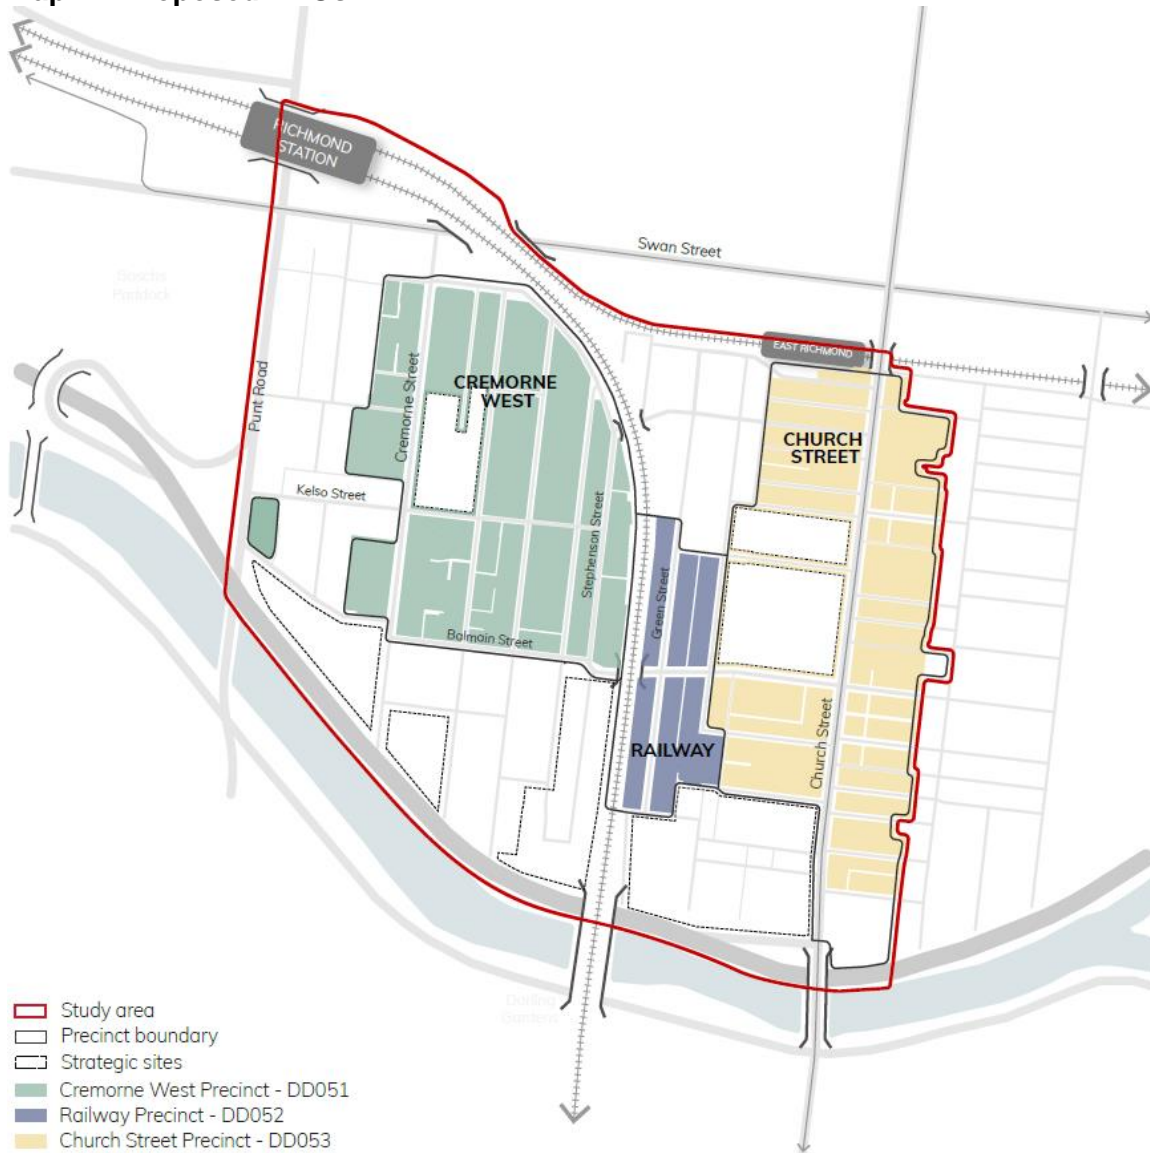 RICHMOND
STATION
Swan Street
EAST RICHMOND
Punt Road
Cremorne Street
CREMORNE
WEST
CHURCH
STREET
Kelso Street
Stephenson Street
Green Street
Balmain Street
RAILWAY
Church Street
Gardens
Study area
Precinct boundary
Strategic sites
Cremorne West Precinct - DD051
Railway Precinct - DD052
Church Street Precinct - DD053